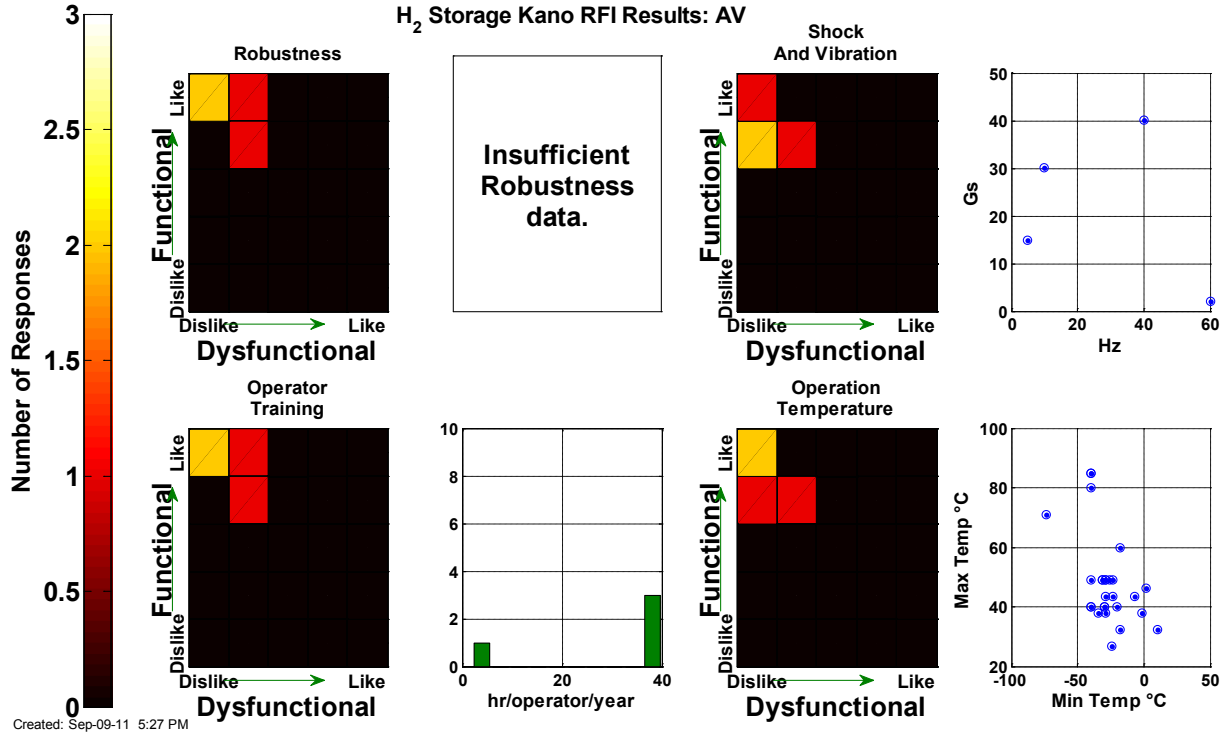 H2 Storage Kano RFI Results: AV
3
2.5
2
1.5
1
0.5
0
Number of Responses
Robustness
Like
Functional
Dislike
Dislike Like
Dysfunctional
Insufficient
Robustness
data.
Shock
And Vibration
Like
Functional
Dislike
Dislike Like
Dysfunctional
50
40
30
20
10
0
Gs
0 20 40 60
Hz
Operator
Training
Like
Functional
Dislike
Dislike Like
Dysfunctional
10
8
6
4
2
0
0 20 40
hr/operator/year
Operation
Temperature
Like
Functional
Dislike
Dislike Like
Dysfunctional
100
80
60
40
20
Max Temp °C
-100 -50 0 50
Min Temp °C
Created: Sep-09-11 5:27 PM